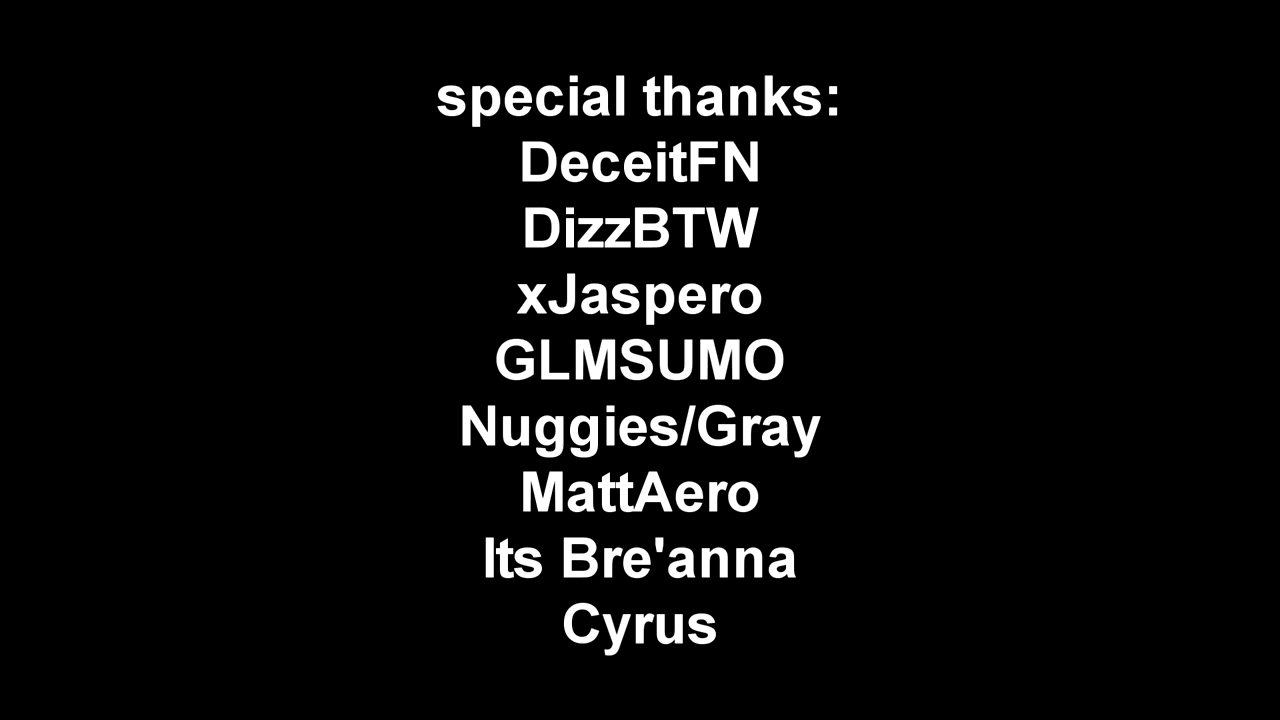 special thanks:
DeceitFN
DizzBTW
xJaspero
GLMSUMO
Nuggies/Gray
MattAero
Its Bre'anna
Cyrus